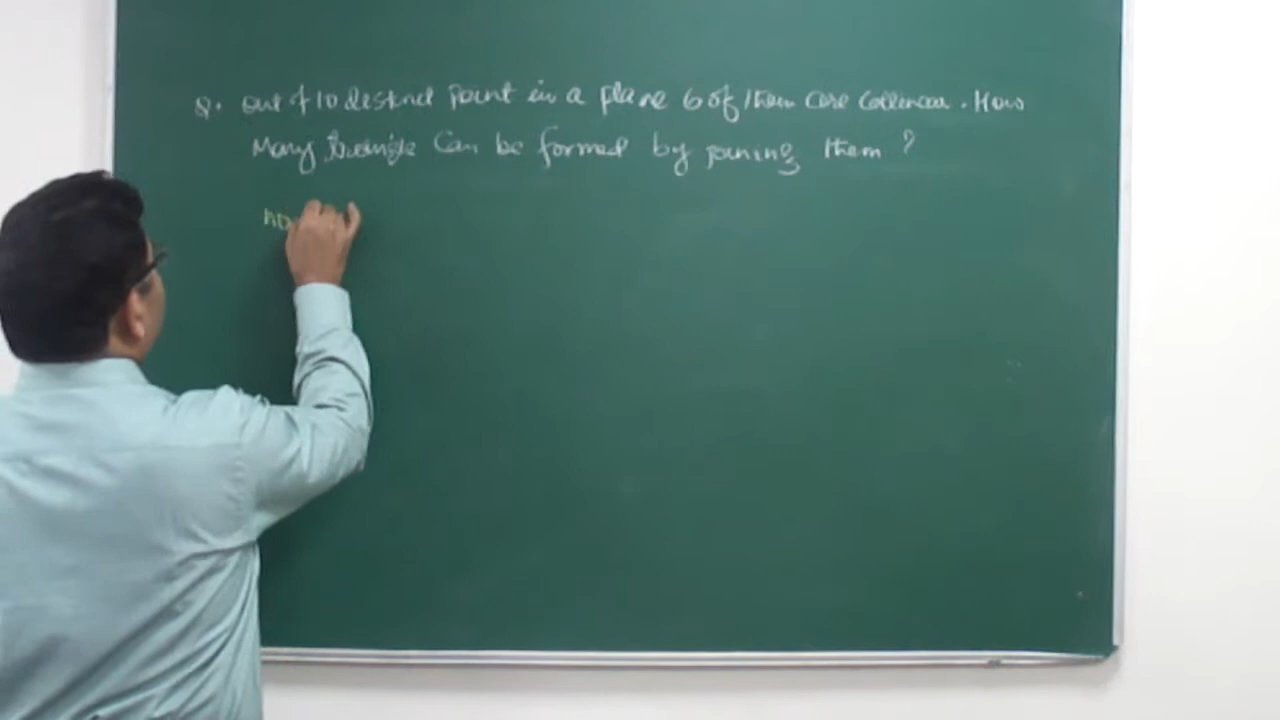 Q. out of 10 distinct point in a plane 6 of them are collinear. How
Many triangle can be formed by joining them ?
no